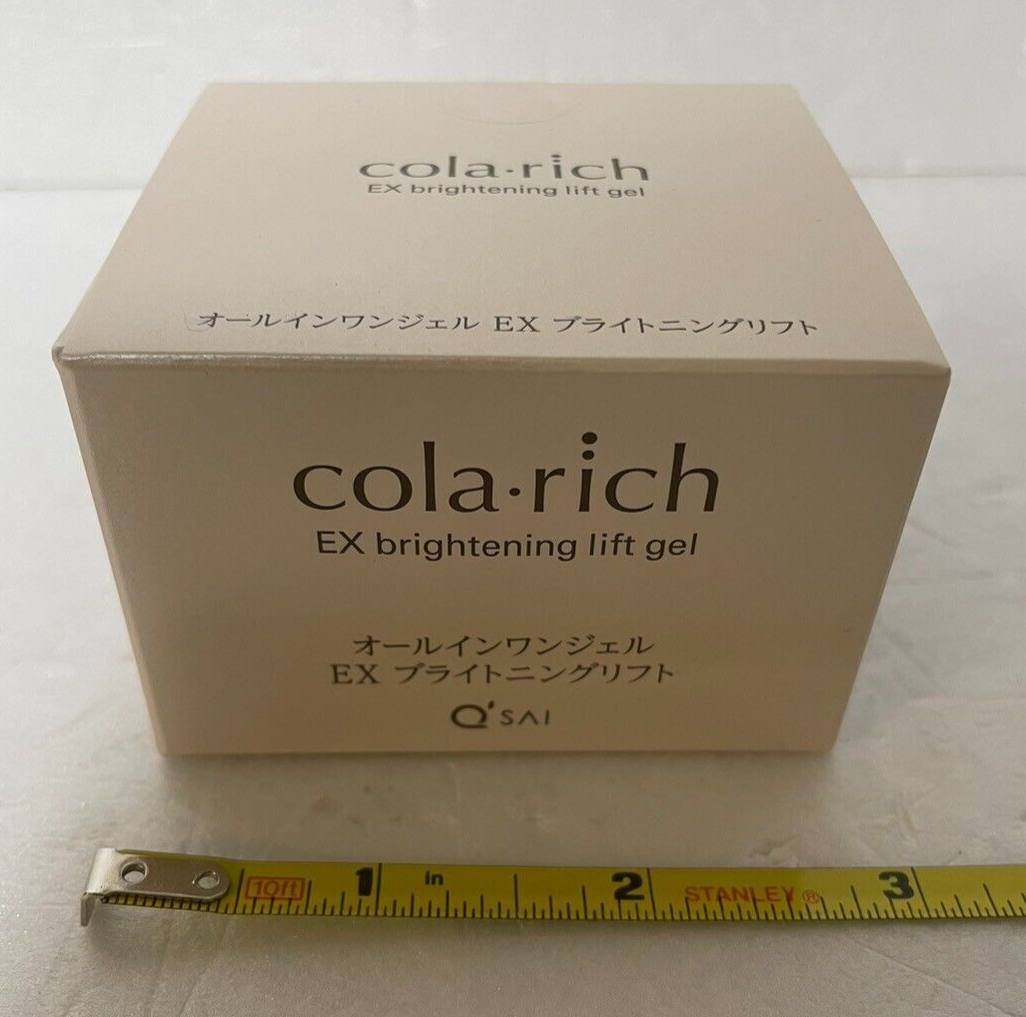 cola·rich
EX brightening lift gel
オールインワンジェル EX ブライトニングリフト
cola·rich
EX brightening lift gel
オールインワンジェル
EX ブライトニングリフト
Q'SAI
10ft 1 in 2 STANLEY® 3